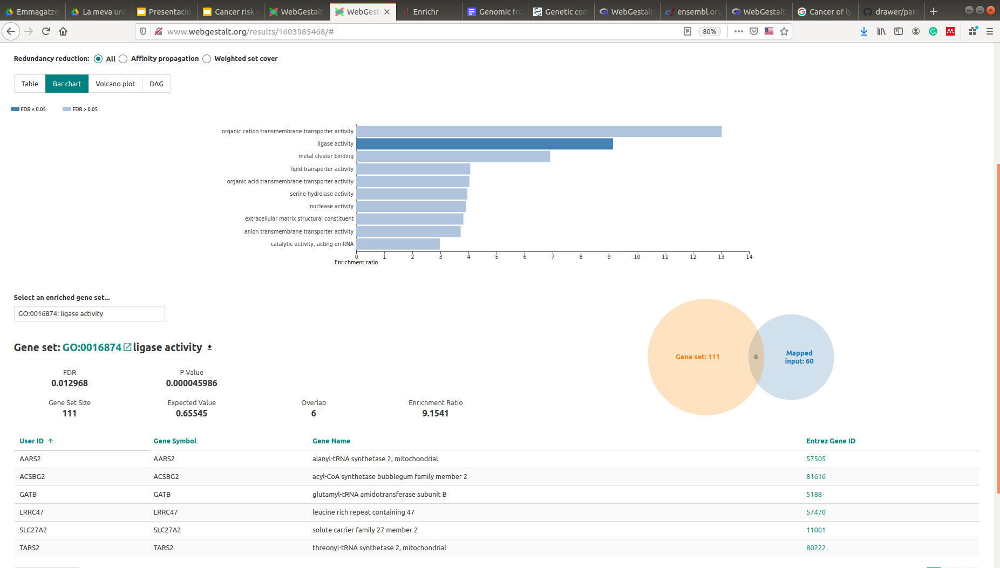 Emmagatze
La meva uni
Presentació
Cancer risk a
WebGestalt
WebGest
Enrichr
Genomic fro
Genetic corr
WebGestalt
ensembl.org
WebGestalt
Cancer of ly
drawer/para
www.webgestalt.org/results/1603985468/#
80%
Redundancy reduction: All Affinity propagation Weighted set cover
Table Bar chart Volcano plot DAG
FDR ≤ 0.05 FDR > 0.05
organic cation transmembrane transporter activity
ligase activity
metal cluster binding
lipid transporter activity
organic acid transmembrane transporter activity
serine hydrolase activity
nuclease activity
extracellular matrix structural constituent
anion transmembrane transporter activity
catalytic activity, acting on RNA
0 1 2 3 4 5 6 7 8 9 10 11 12 13 14
Enrichment ratio
Select an enriched gene set...
GO:0016874: ligase activity
Gene set: GO:0016874 ligase activity
Gene set: 111
6
Mapped
input: 60
FDR P Value
0.012968 0.000045986
Gene Set Size Expected Value Overlap Enrichment Ratio
111 0.65545 6 9.1541
User ID Gene Symbol Gene Name Entrez Gene ID
AARS2 AARS2 alanyl-tRNA synthetase 2, mitochondrial 57505
ACSBG2 ACSBG2 acyl-CoA synthetase bubblegum family member 2 81616
GATB GATB glutamyl-tRNA amidotransferase subunit B 5188
LRRC47 LRRC47 leucine rich repeat containing 47 57470
SLC27A2 SLC27A2 solute carrier family 27 member 2 11001
TARS2 TARS2 threonyl-tRNA synthetase 2, mitochondrial 80222